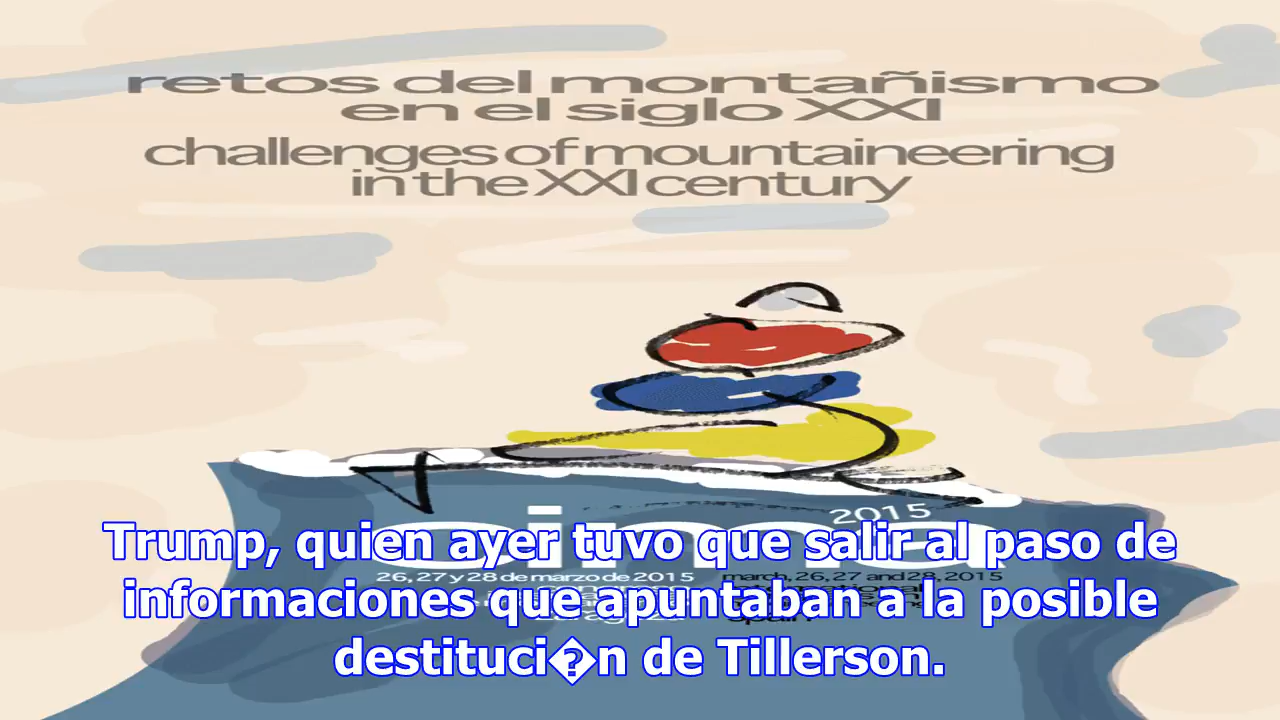 retos del montañismo
en el siglo XXI
challenges of mountaineering
in the XXI century
2015
cima
Trump, quien ayer tuvo que salir al paso de
26, 27 y 28 de marzo de 2015
march, 26, 27 and 28, 2015
informaciones que apuntaban a la posible
spain
destituci�n de Tillerson.